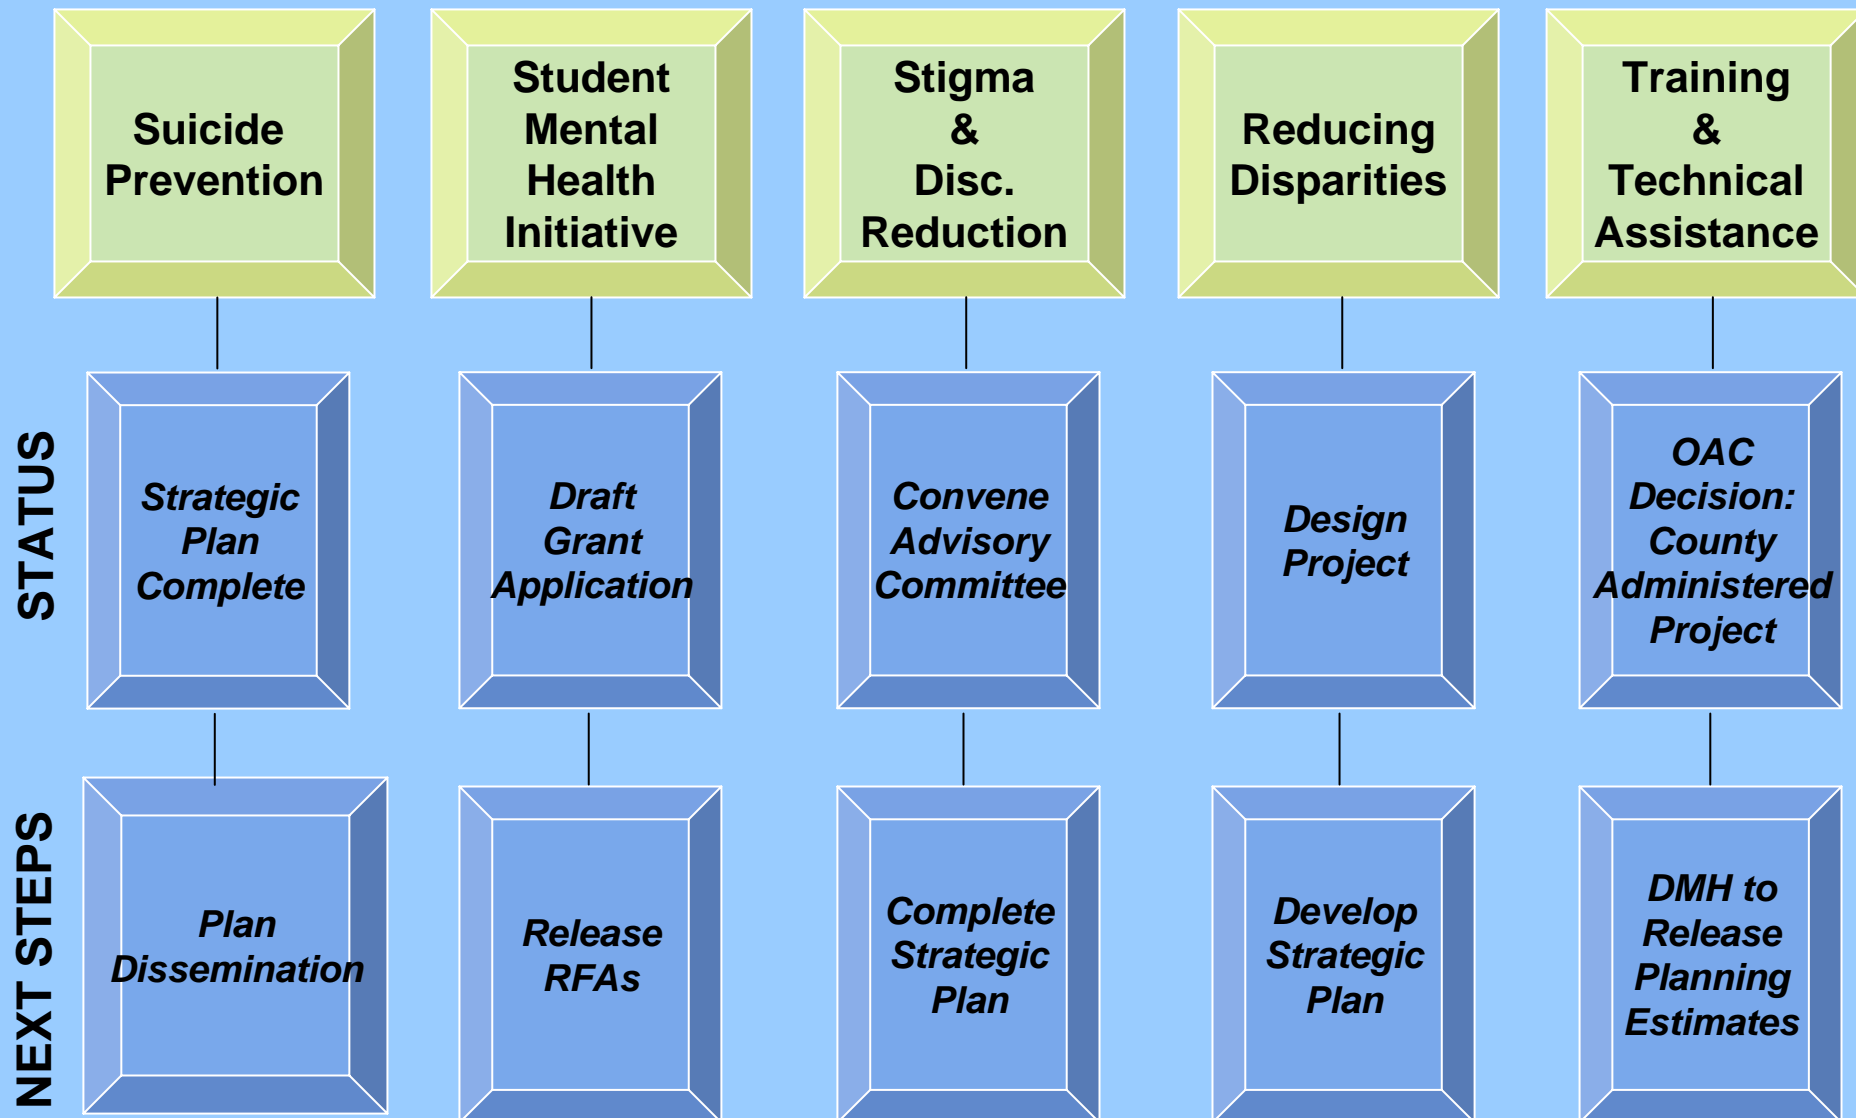 Suicide
Prevention
Student
Mental
Health
Initiative
Stigma
&
Disc.
Reduction
Reducing
Disparities
Training
&
Technical
Assistance
STATUS
Strategic
Plan
Complete
Draft
Grant
Application
Convene
Advisory
Committee
Design
Project
OAC
Decision:
County
Administered
Project
NEXT STEPS
Plan
Dissemination
Release
RFAs
Complete
Strategic
Plan
Develop
Strategic
Plan
DMH to
Release
Planning
Estimates